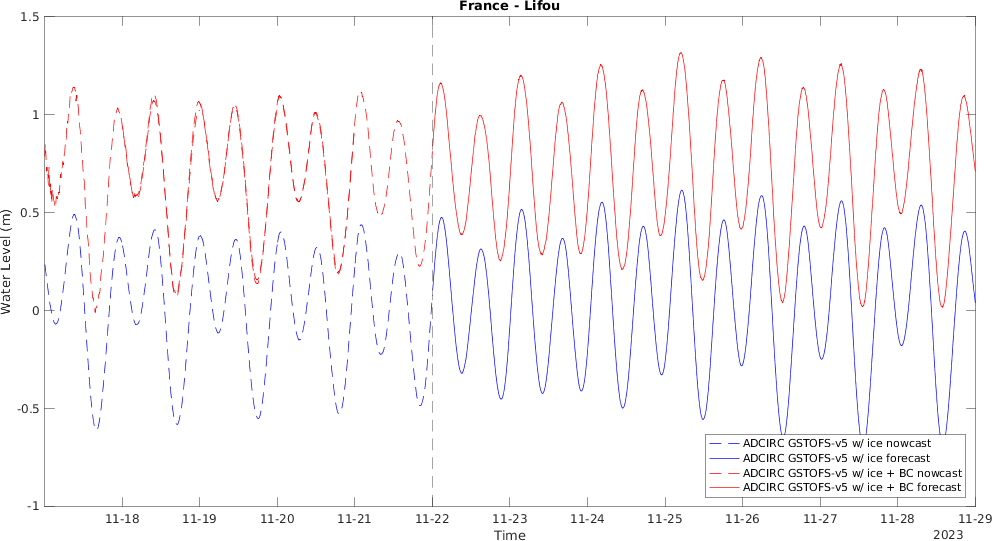 France - Lifou
1.5
1
0.5
0
-0.5
-1
Water Level (m)
11-18 11-19 11-20 11-21 11-22 11-23 11-24 11-25 11-26 11-27 11-28 11-29
Time
2023
ADCIRC GSTOFS-v5 w/ ice nowcast
ADCIRC GSTOFS-v5 w/ ice forecast
ADCIRC GSTOFS-v5 w/ ice + BC nowcast
ADCIRC GSTOFS-v5 w/ ice + BC forecast